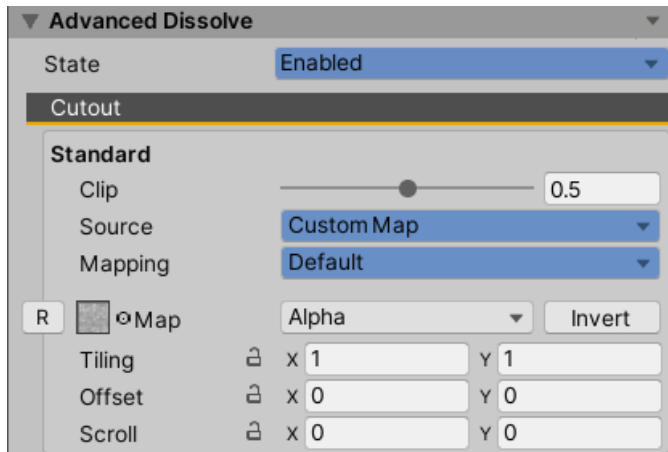 Advanced Dissolve
State Enabled
Cutout
Standard
Clip 0.5
Source Custom Map
Mapping Default
R Map Alpha Invert
Tiling X 1 Y 1
Offset X 0 Y 0
Scroll X 0 Y 0